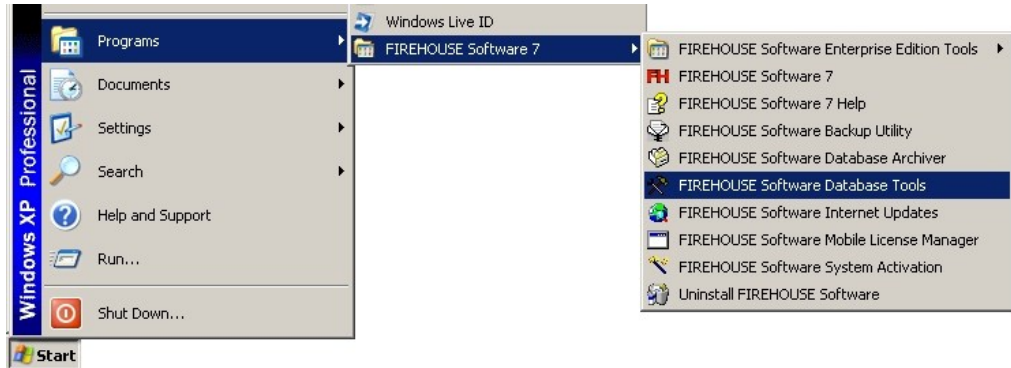 Windows XP Professional
Programs
Documents
Settings
Search
Help and Support
Run...
Shut Down...
Start
Windows Live ID
FIREHOUSE Software 7
FIREHOUSE Software Enterprise Edition Tools
FH FIREHOUSE Software 7
FIREHOUSE Software 7 Help
FIREHOUSE Software Backup Utility
FIREHOUSE Software Database Archiver
FIREHOUSE Software Database Tools
FIREHOUSE Software Internet Updates
FIREHOUSE Software Mobile License Manager
FIREHOUSE Software System Activation
Uninstall FIREHOUSE Software